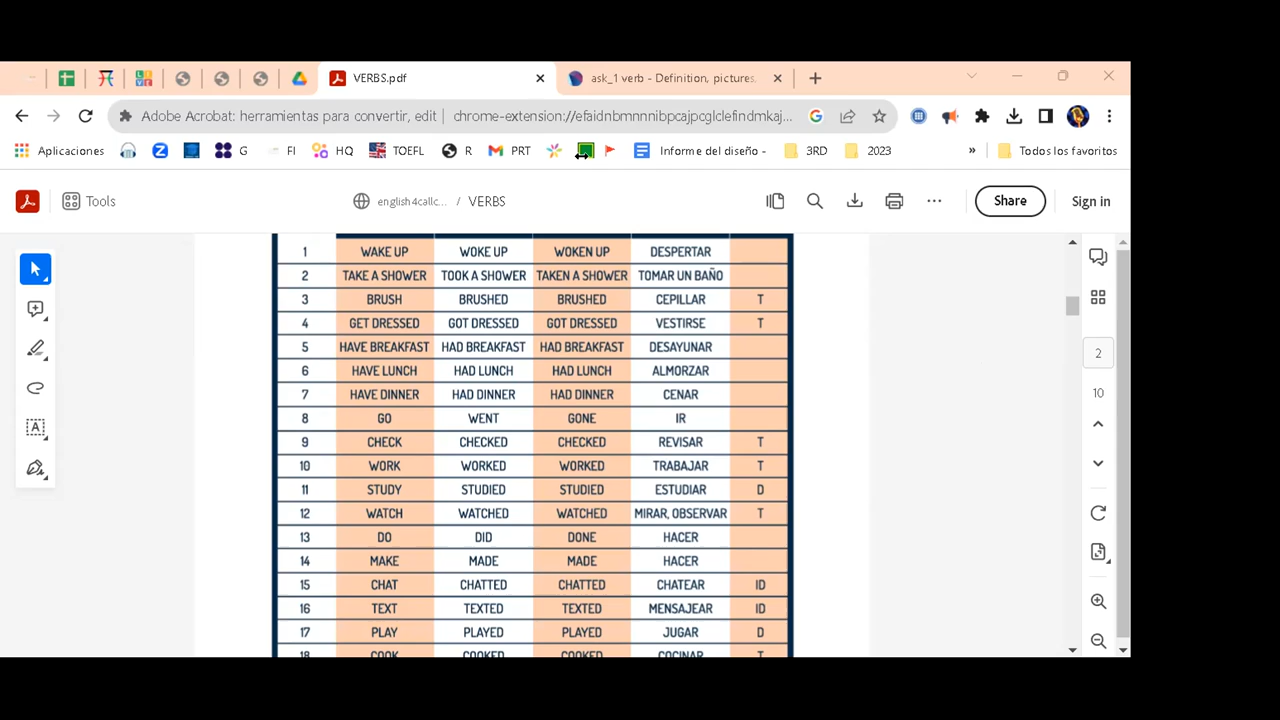 VERBS.pdf
ask_1 verb - Definition, pictures,
Adobe Acrobat: herramientas para convertir, edit chrome-extension://efaidnbmnnnibpcajpcglclefindmkaj...
Aplicaciones G FI HQ TOEFL R PRT Informe del diseño - 3RD 2023 » Todos los favoritos
Tools english4callc... / VERBS Share Sign in
1 WAKE UP WOKE UP WOKEN UP DESPERTAR
2 TAKE A SHOWER TOOK A SHOWER TAKEN A SHOWER TOMAR UN BAÑO
3 BRUSH BRUSHED BRUSHED CEPILLAR T
4 GET DRESSED GOT DRESSED GOT DRESSED VESTIRSE T
5 HAVE BREAKFAST HAD BREAKFAST HAD BREAKFAST DESAYUNAR
6 HAVE LUNCH HAD LUNCH HAD LUNCH ALMORZAR
7 HAVE DINNER HAD DINNER HAD DINNER CENAR
8 GO WENT GONE IR
9 CHECK CHECKED CHECKED REVISAR T
10 WORK WORKED WORKED TRABAJAR T
11 STUDY STUDIED STUDIED ESTUDIAR D
12 WATCH WATCHED WATCHED MIRAR, OBSERVAR T
13 DO DID DONE HACER
14 MAKE MADE MADE HACER
15 CHAT CHATTED CHATTED CHATEAR ID
16 TEXT TEXTED TEXTED MENSAJEAR ID
17 PLAY PLAYED PLAYED JUGAR D
18 COOK COOKED COOKED COCINAR T
2
10